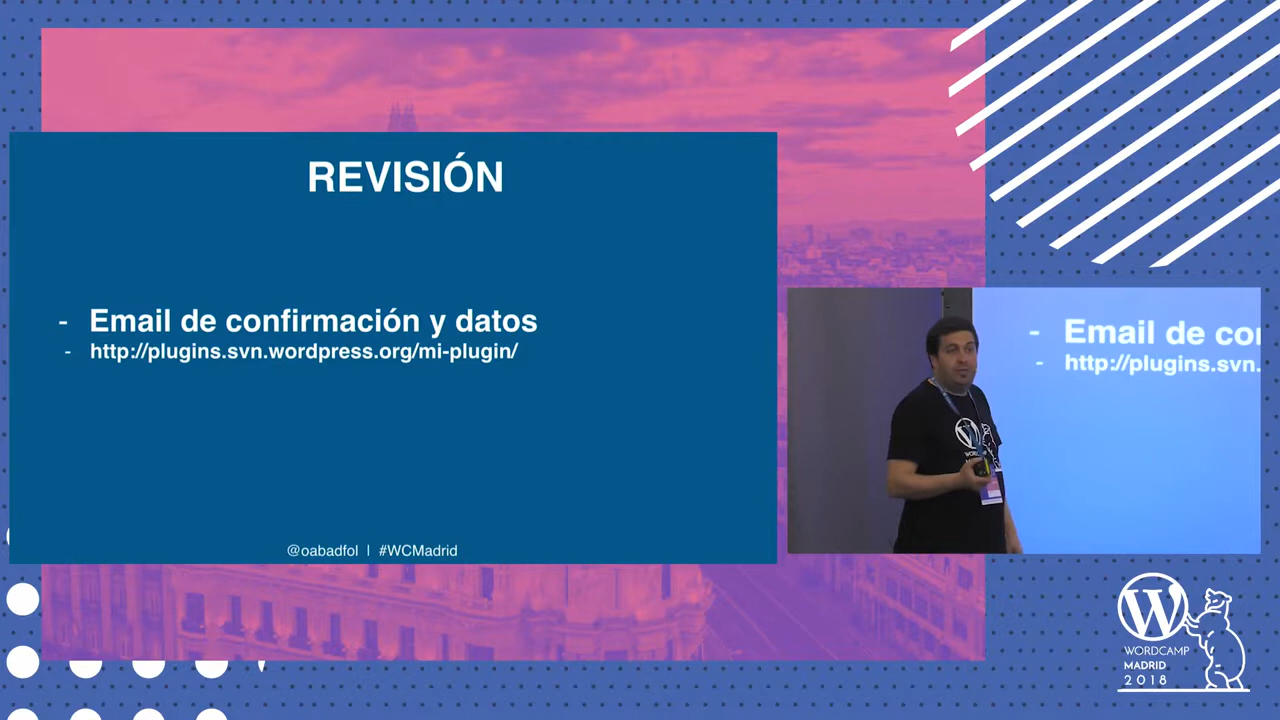 REVISIÓN
- Email de confirmación y datos
- http://plugins.svn.wordpress.org/mi-plugin/
@oabadfol | #WCMadrid
- Email de con
- http://plugins.svn.
WORDCAMP
MADRID
2018